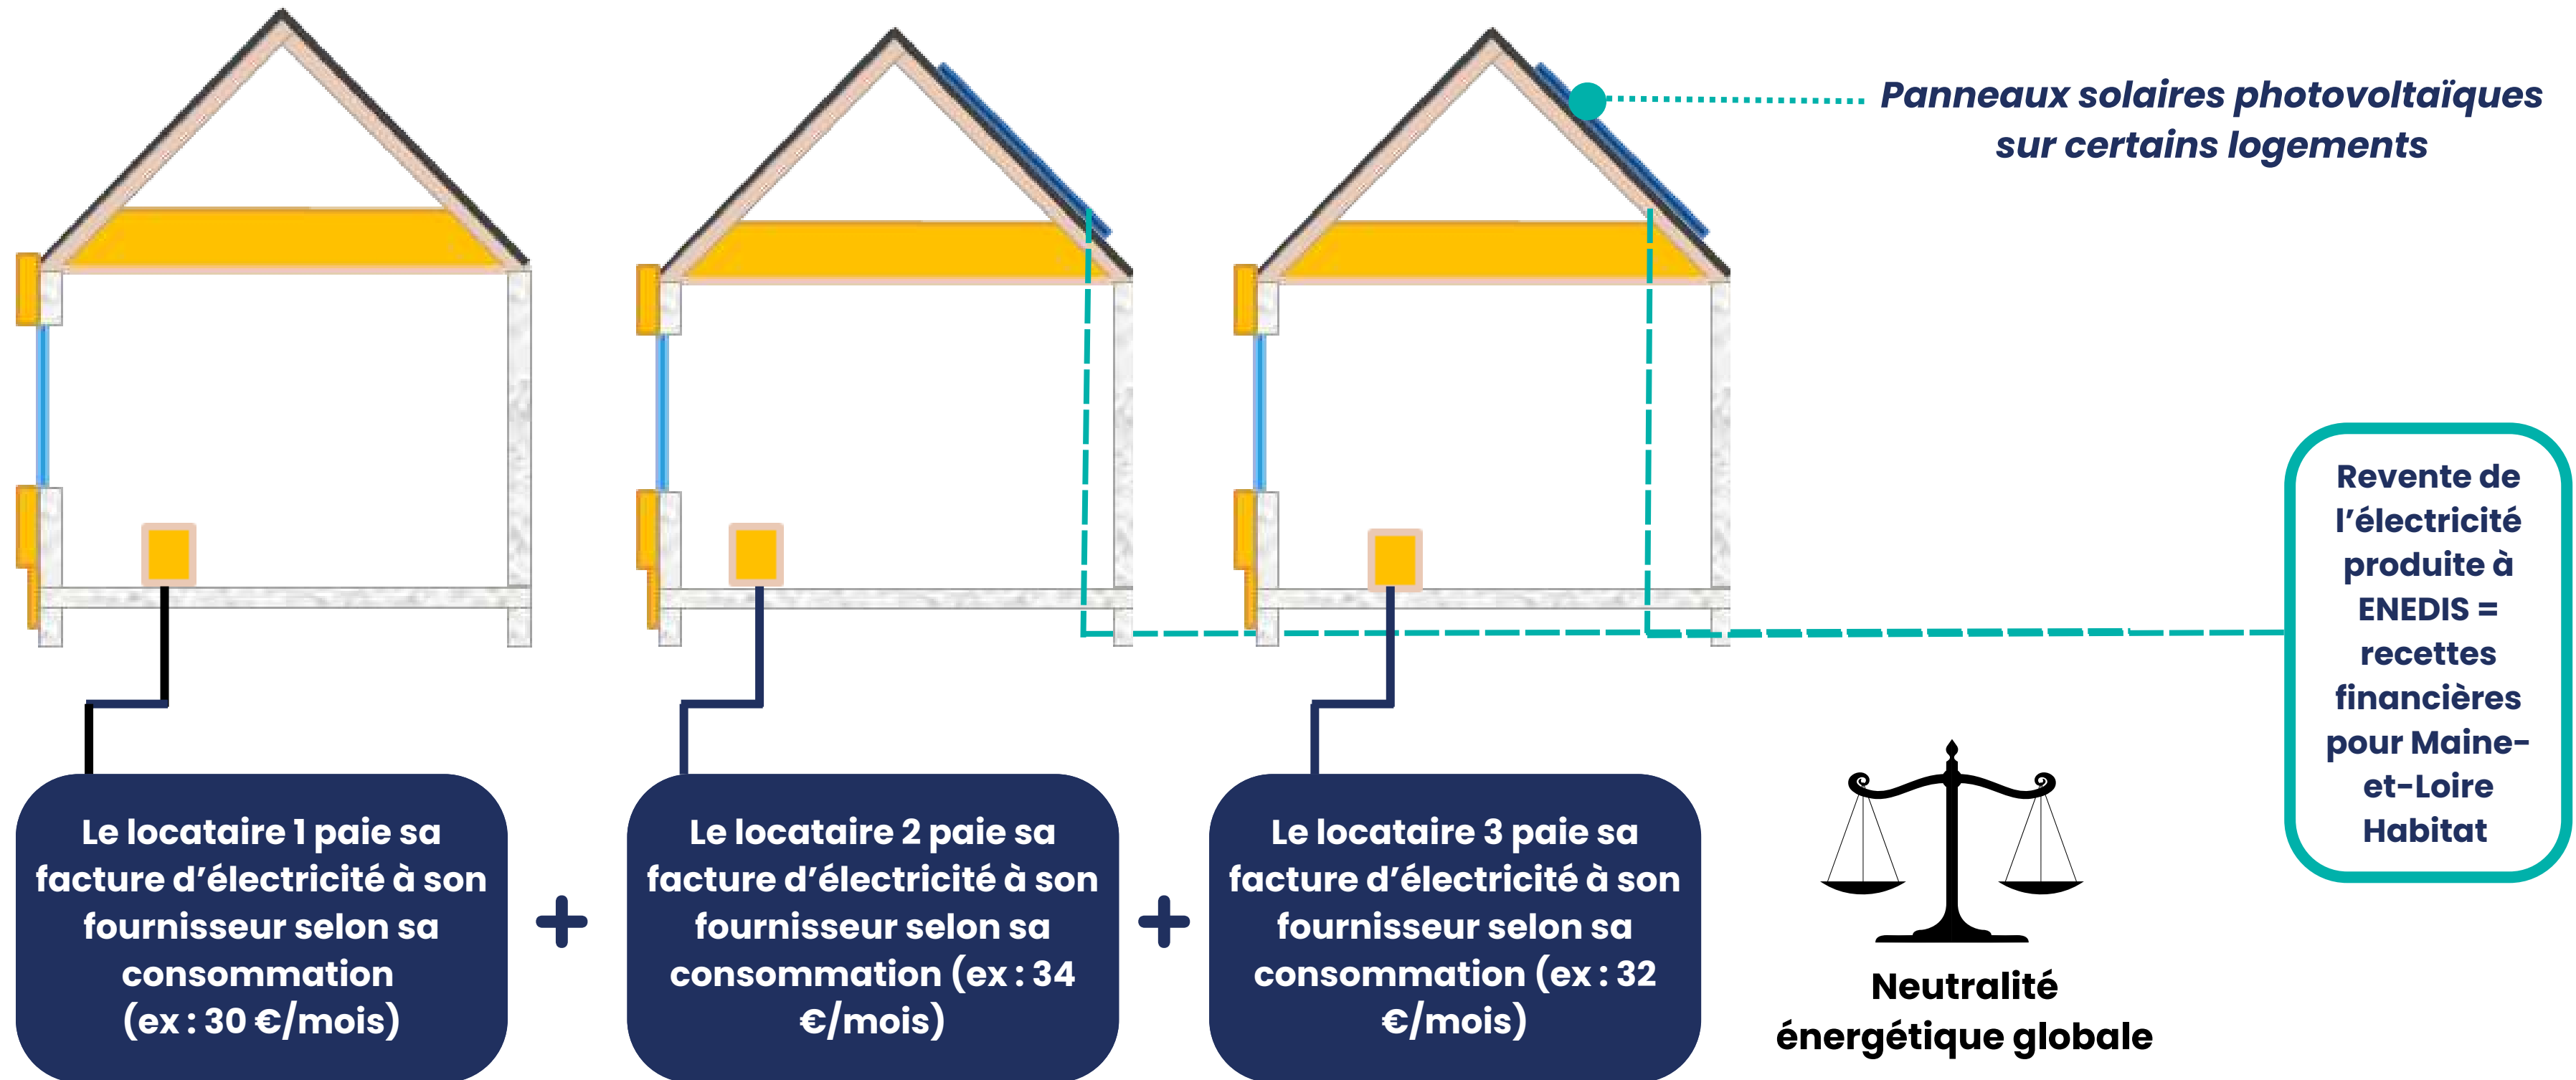 Panneaux solaires photovoltaïques
sur certains logements
Revente de
l’électricité
produite à
ENEDIS =
recettes
financières
pour Maine-
et-Loire
Habitat
Le locataire 1 paie sa
facture d’électricité à son
fournisseur selon sa
consommation
(ex : 30 €/mois)
+
Le locataire 2 paie sa
facture d’électricité à son
fournisseur selon sa
consommation (ex : 34
€/mois)
+
Le locataire 3 paie sa
facture d’électricité à son
fournisseur selon sa
consommation (ex : 32
€/mois)
Neutralité
énergétique globale